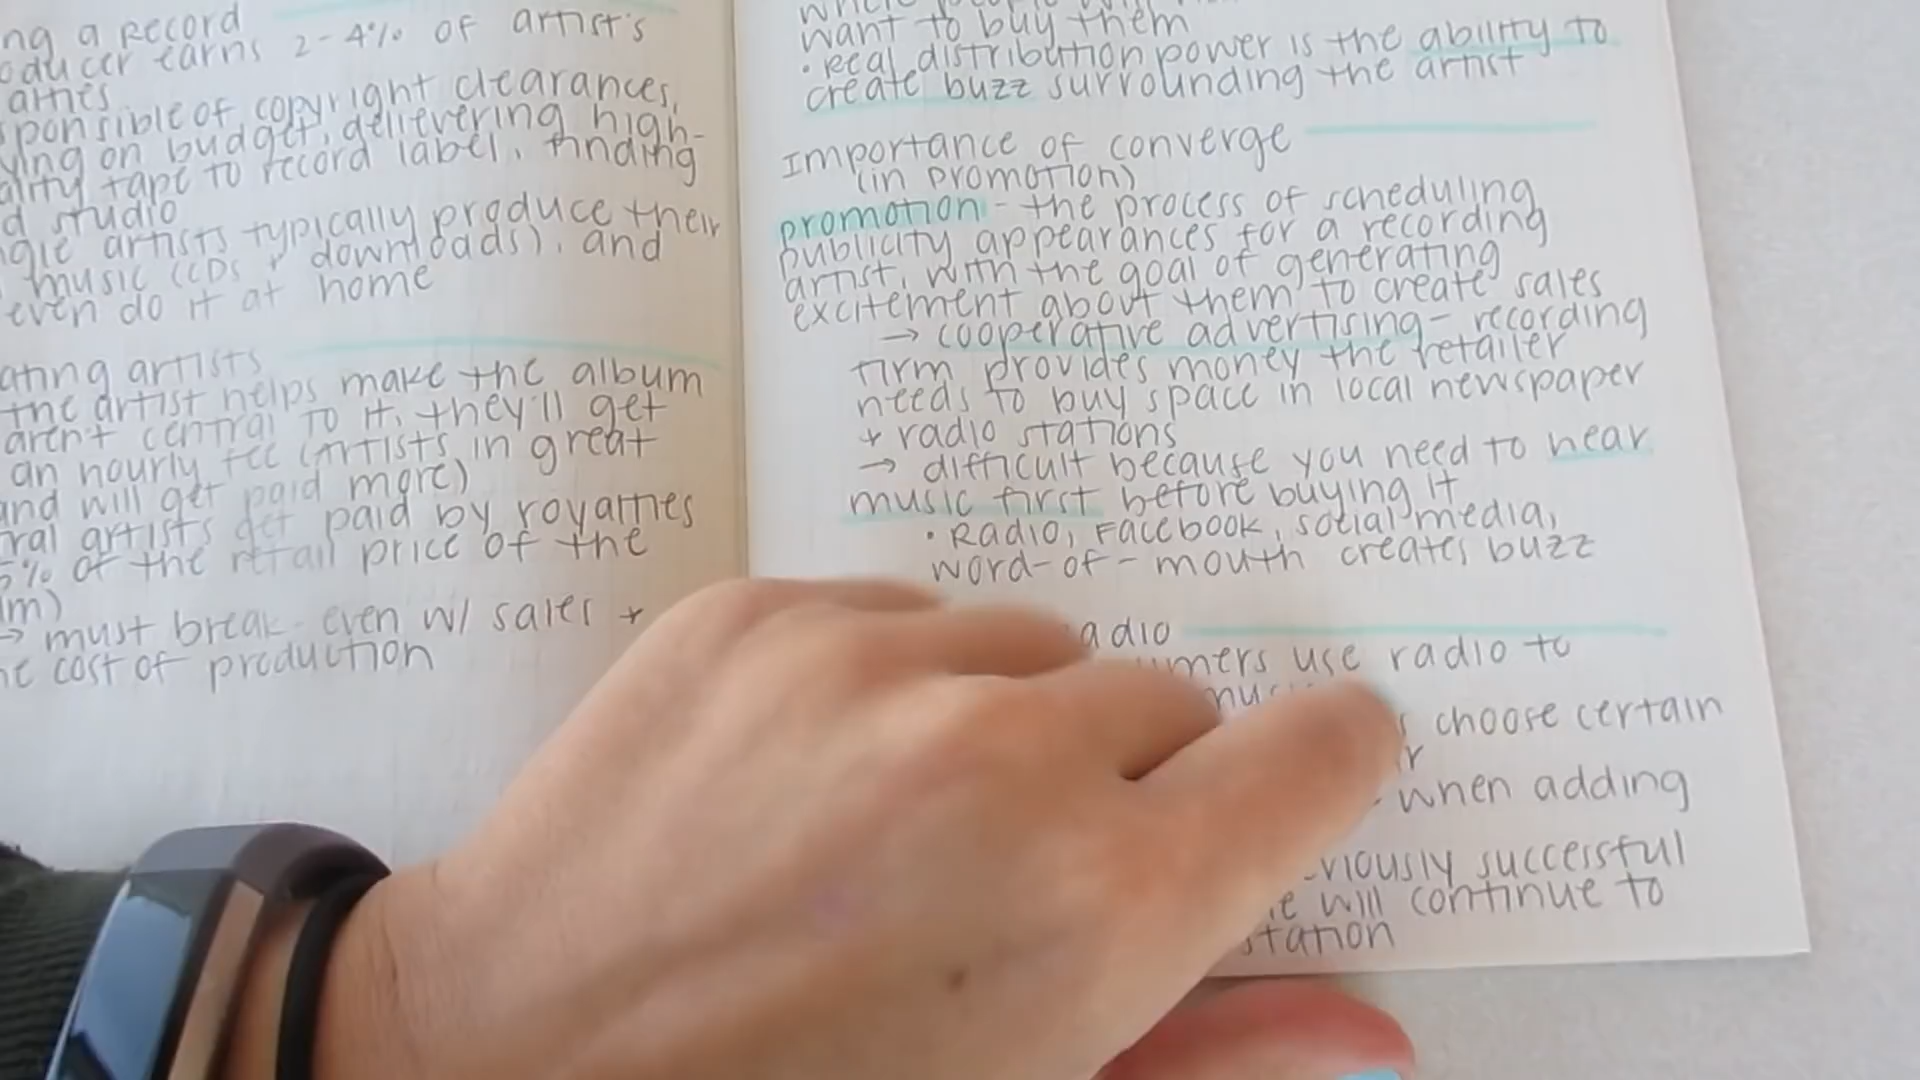 ng a record
oducer earns 2-4% of artist's
alties
sponsible of copyright clearances,
ying on budget, delievering high-
ality tape to record label, finding
d studio
ngle artists typically produce their
music (CDs + downloads), and
even do it at home
ating artists
the artist helps make the album
aren't central to it, they'll get
an hourly fee (artists in great
and will get paid more)
ral artists get paid by royalties
5% of the retail price of the
lm)
→ must break-even w/ sales +
he cost of production
want to buy them
• Real distribution power is the ability to
create buzz surrounding the artist
Importance of converge
(in promotion)
promotion - the process of scheduling
publicity appearances for a recording
artist, with the goal of generating
excitement about them to create sales
→ cooperative advertising - recording
firm provides money the retailer
needs to buy space in local newspaper
+ radio stations
→ difficult because you need to hear
music first before buying it
• Radio, Facebook, social media,
word-of-mouth creates buzz
adio
umers use radio to
mus
s choose certain
r
- when adding
viously successful
e will continue to
station